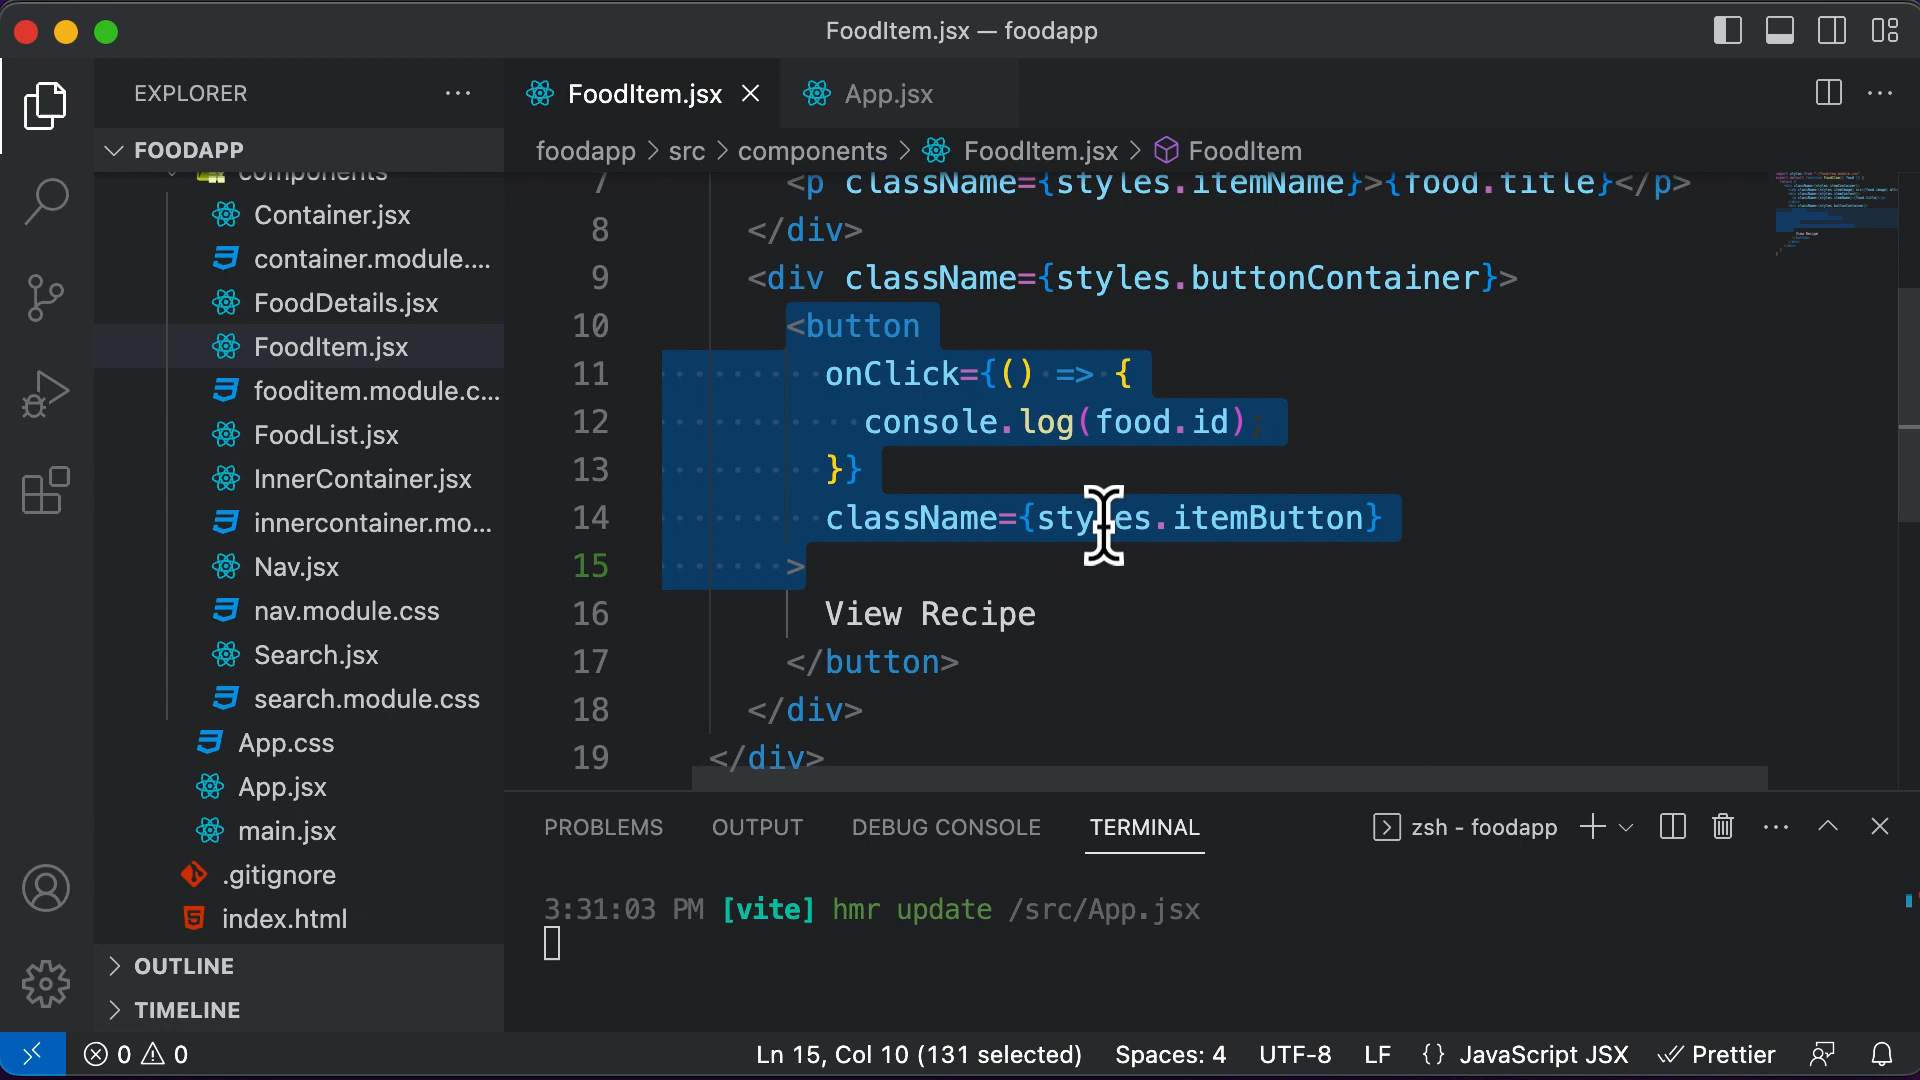 FoodItem.jsx — foodapp
EXPLORER
FoodItem.jsx
App.jsx
FOODAPP
foodapp > src > components > FoodItem.jsx > FoodItem
components
Container.jsx
container.module....
FoodDetails.jsx
FoodItem.jsx
fooditem.module.c...
FoodList.jsx
InnerContainer.jsx
innercontainer.mo...
Nav.jsx
nav.module.css
Search.jsx
search.module.css
App.css
App.jsx
main.jsx
.gitignore
index.html
OUTLINE
TIMELINE
7 <p className={styles.itemName}>{food.title}</p>
8 </div>
9 <div className={styles.buttonContainer}>
10 <button
11 onClick={() => {
12 console.log(food.id);
13 }}
14 className={styles.itemButton}
15 >
16 View Recipe
17 </button>
18 </div>
19 </div>
PROBLEMS OUTPUT DEBUG CONSOLE TERMINAL
zsh - foodapp
3:31:03 PM [vite] hmr update /src/App.jsx
0 0
Ln 15, Col 10 (131 selected) Spaces: 4 UTF-8 LF {} JavaScript JSX Prettier